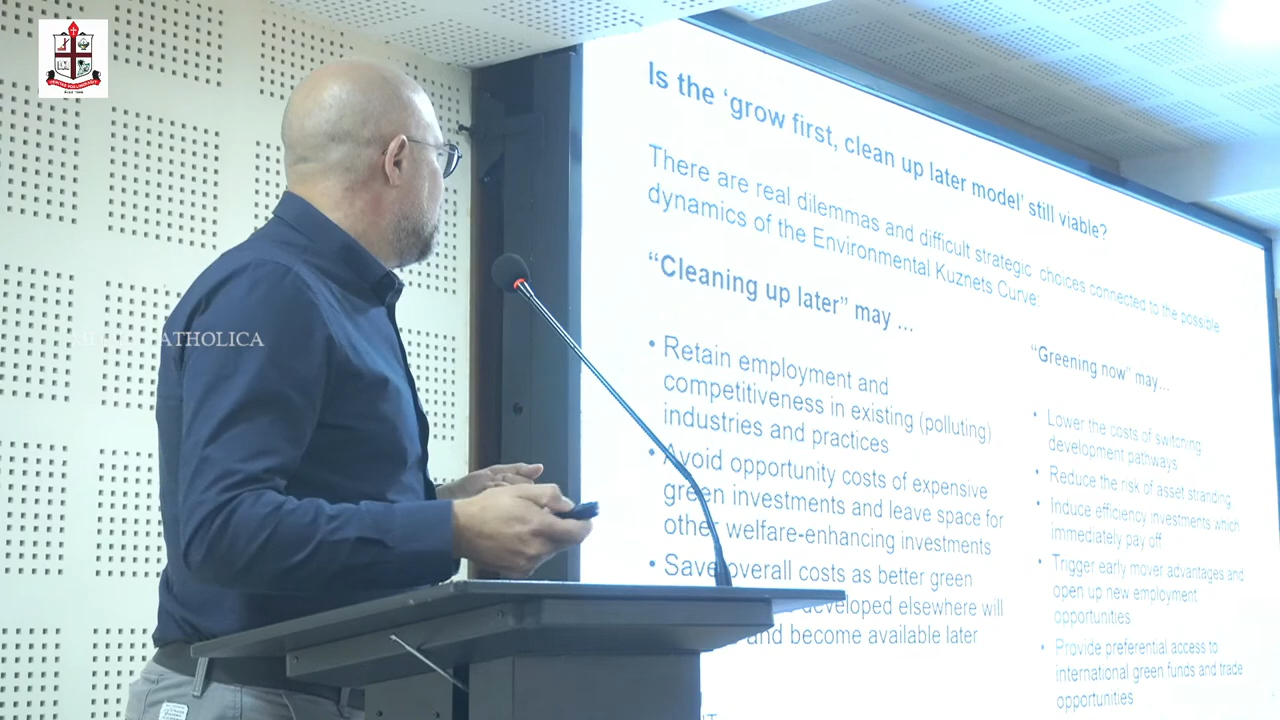 Is the ‘grow first, clean up later model’ still viable?
There are real dilemmas and difficult strategic choices connected to the possible
dynamics of the Environmental Kuznets Curve:
“Cleaning up later” may ...
• Retain employment and
competitiveness in existing (polluting)
industries and practices
• Avoid opportunity costs of expensive
green investments and leave space for
other welfare-enhancing investments
• Save overall costs as better green
developed elsewhere will
and become available later
“Greening now” may...
• Lower the costs of switching
development pathways
• Reduce the risk of asset stranding
• Induce efficiency investments which
immediately pay off
• Trigger early mover advantages and
open up new employment
opportunities
• Provide preferential access to
international green funds and trade
opportunities